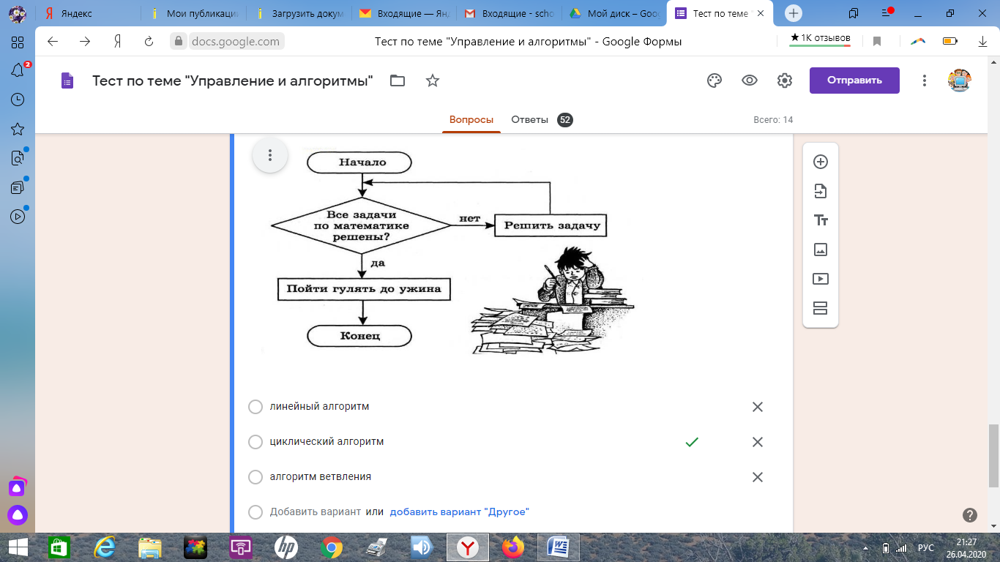 Яндекс
Мои публикаци
Загрузить докум
Входящие — Ян
Входящие - scho
Мой диск – Goo
Тест по теме "
docs.google.com
Тест по теме "Управление и алгоритмы" - Google Формы
★ 1К отзывов
2
Тест по теме "Управление и алгоритмы"
Отправить
Вопросы
Ответы 52
Всего: 14
Начало
Все задачи
по математике
решены?
нет
Решить задачу
да
Пойти гулять до ужина
Конец
линейный алгоритм
циклический алгоритм
алгоритм ветвления
Добавить вариант или добавить вариант "Другое"
РУС
21:27
26.04.2020